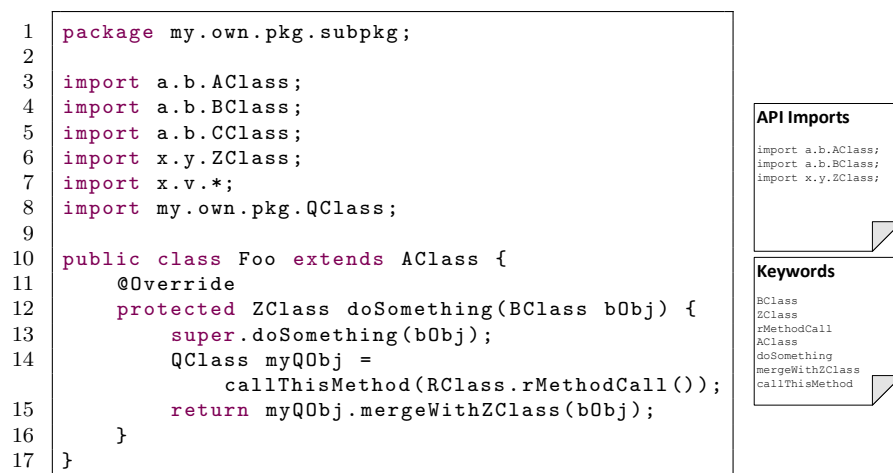 1 package my.own.pkg.subpkg;
2
3 import a.b.AClass;
4 import a.b.BClass;
5 import a.b.CClass;
6 import x.y.ZClass;
7 import x.v.*;
8 import my.own.pkg.QClass;
9
10 public class Foo extends AClass {
11 @Override
12 protected ZClass doSomething(BClass bObj) {
13 super.doSomething(bObj);
14 QClass myQObj =
callThisMethod(RClass.rMethodCall());
15 return myQObj.mergeWithZClass(bObj);
16 }
17 }
API Imports
import a.b.AClass;
import a.b.BClass;
import x.y.ZClass;
Keywords
BClass
ZClass
rMethodCall
AClass
doSomething
mergeWithZClass
callThisMethod